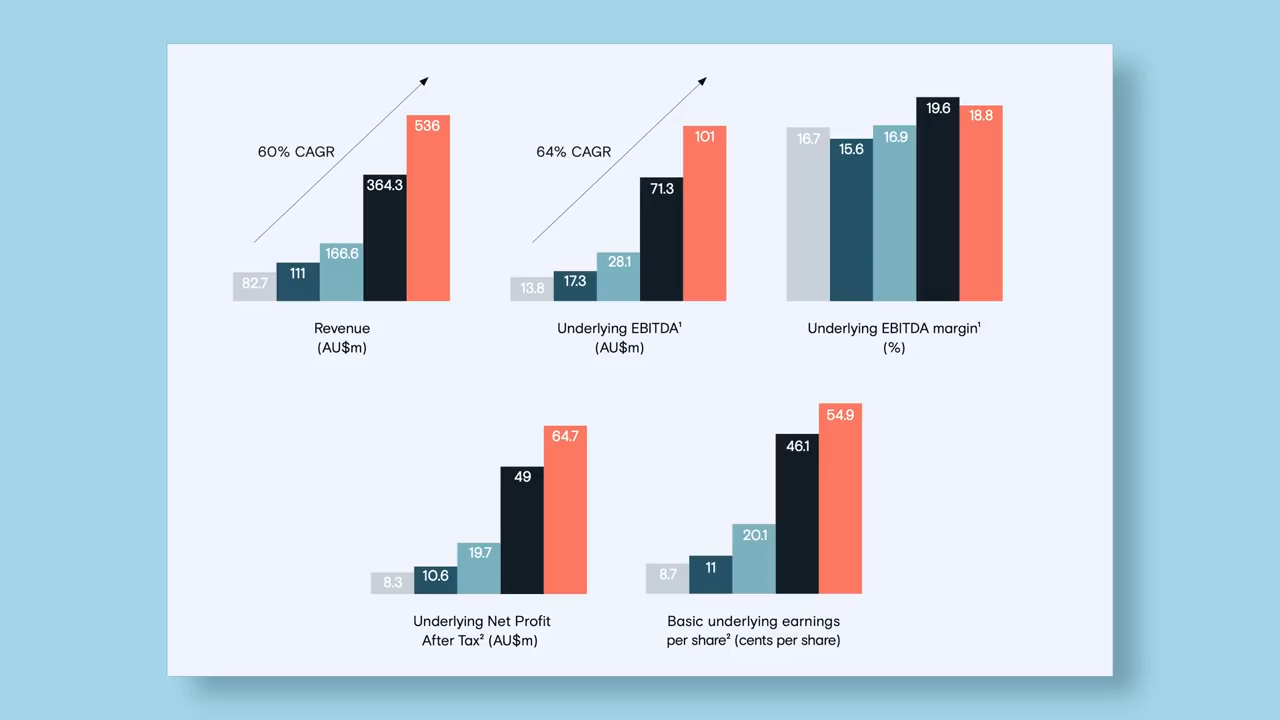 60% CAGR
82.7
111
166.6
364.3
536
Revenue
(AU$m)
64% CAGR
13.8
17.3
28.1
71.3
101
Underlying EBITDA¹
(AU$m)
16.7
15.6
16.9
19.6
18.8
Underlying EBITDA margin¹
(%)
8.3
10.6
19.7
49
64.7
Underlying Net Profit
After Tax² (AU$m)
8.7
11
20.1
46.1
54.9
Basic underlying earnings
per share² (cents per share)